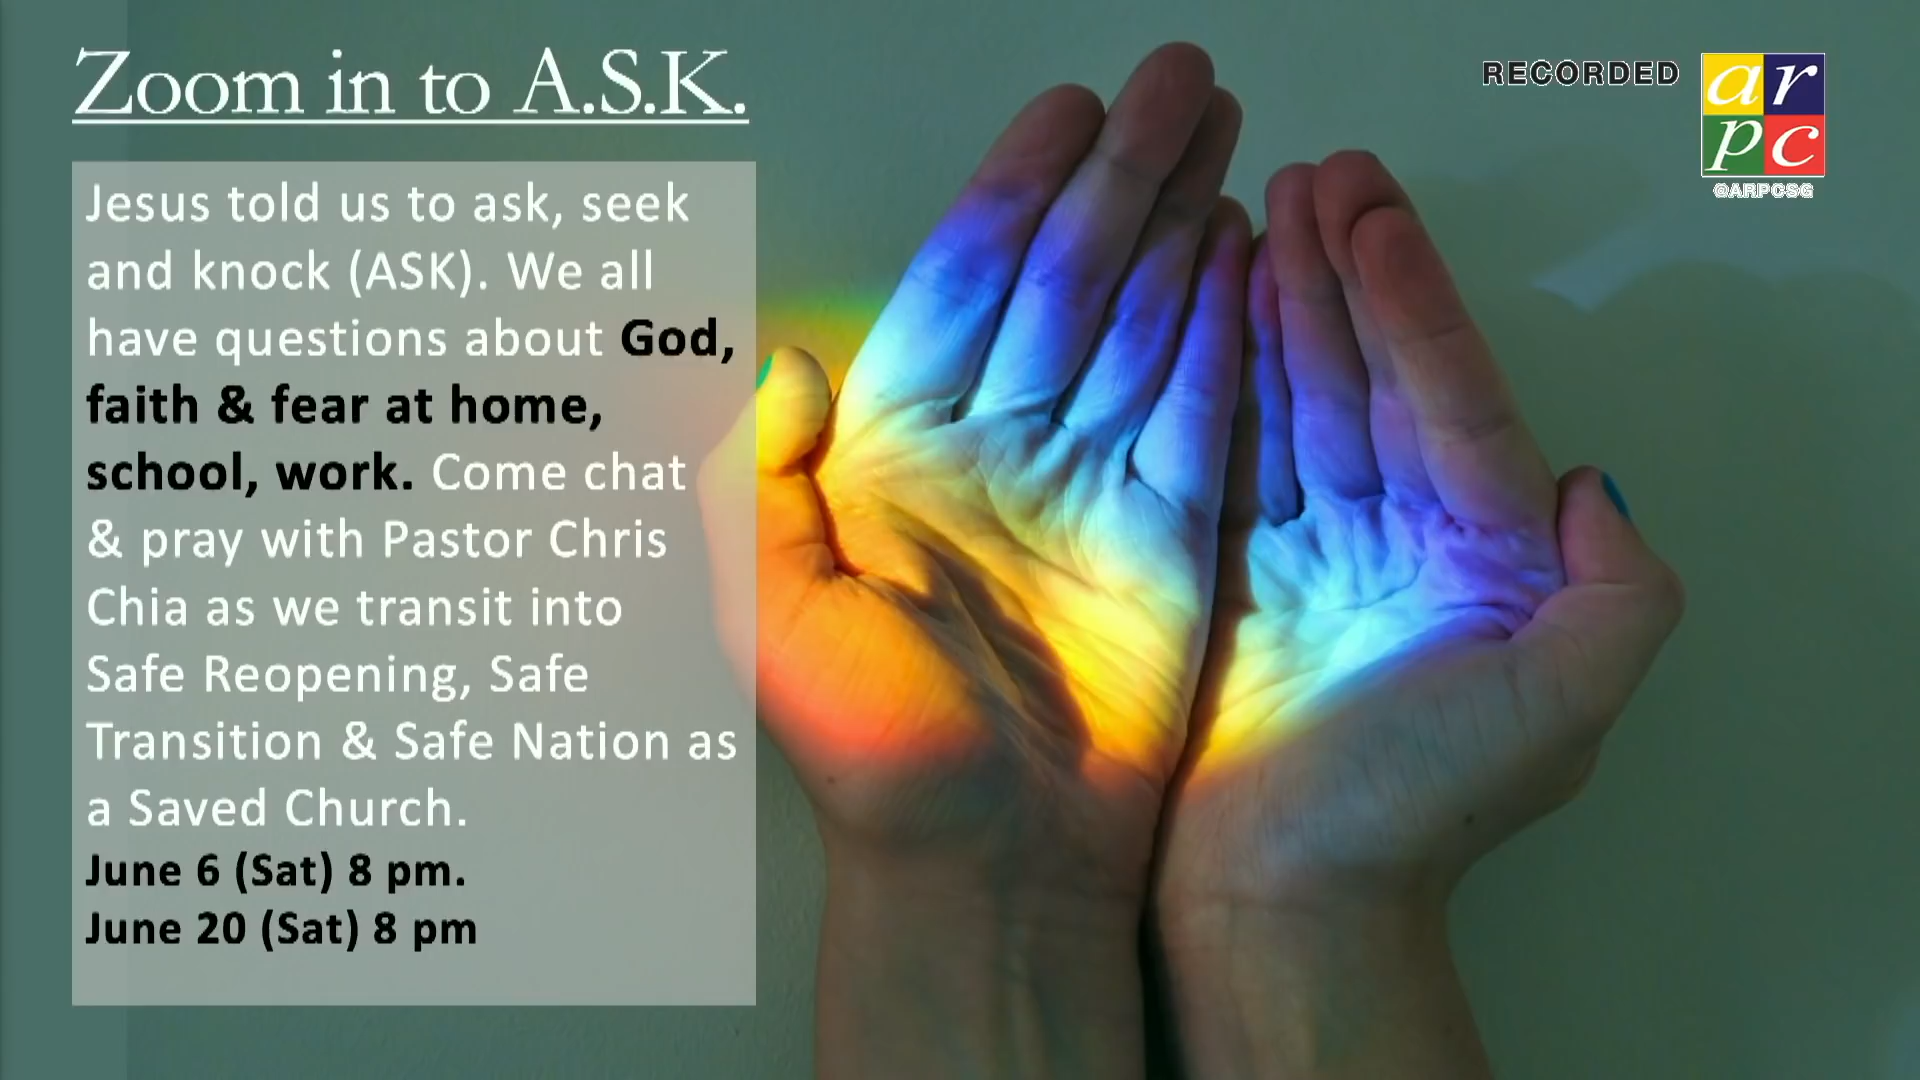 Zoom in to A.S.K.
Jesus told us to ask, seek
and knock (ASK). We all
have questions about God,
faith & fear at home,
school, work. Come chat
& pray with Pastor Chris
Chia as we transit into
Safe Reopening, Safe
Transition & Safe Nation as
a Saved Church.
June 6 (Sat) 8 pm.
June 20 (Sat) 8 pm
RECORDED
ar
pc
@ARPCSG